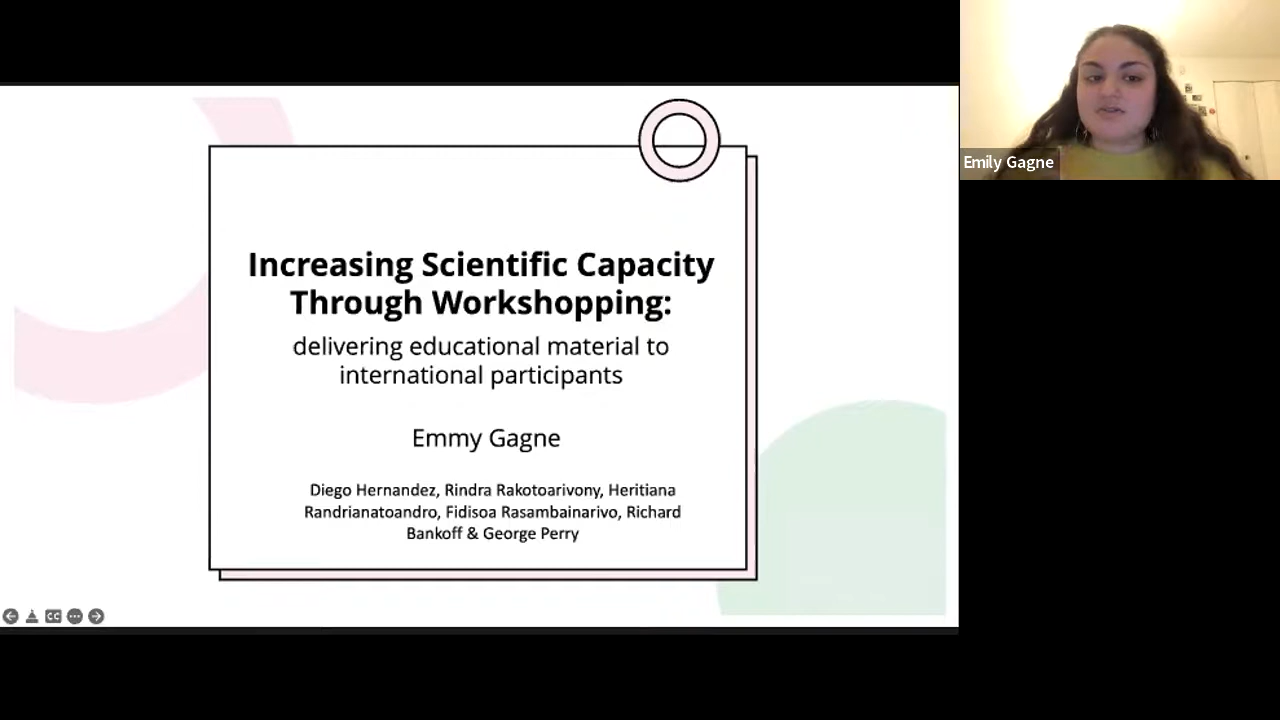 Increasing Scientific Capacity
Through Workshopping:
delivering educational material to
international participants
Emmy Gagne
Diego Hernandez, Rindra Rakotoarivony, Heritiana
Randrianatoandro, Fidisoa Rasambainarivo, Richard
Bankoff & George Perry
Emily Gagne
CC